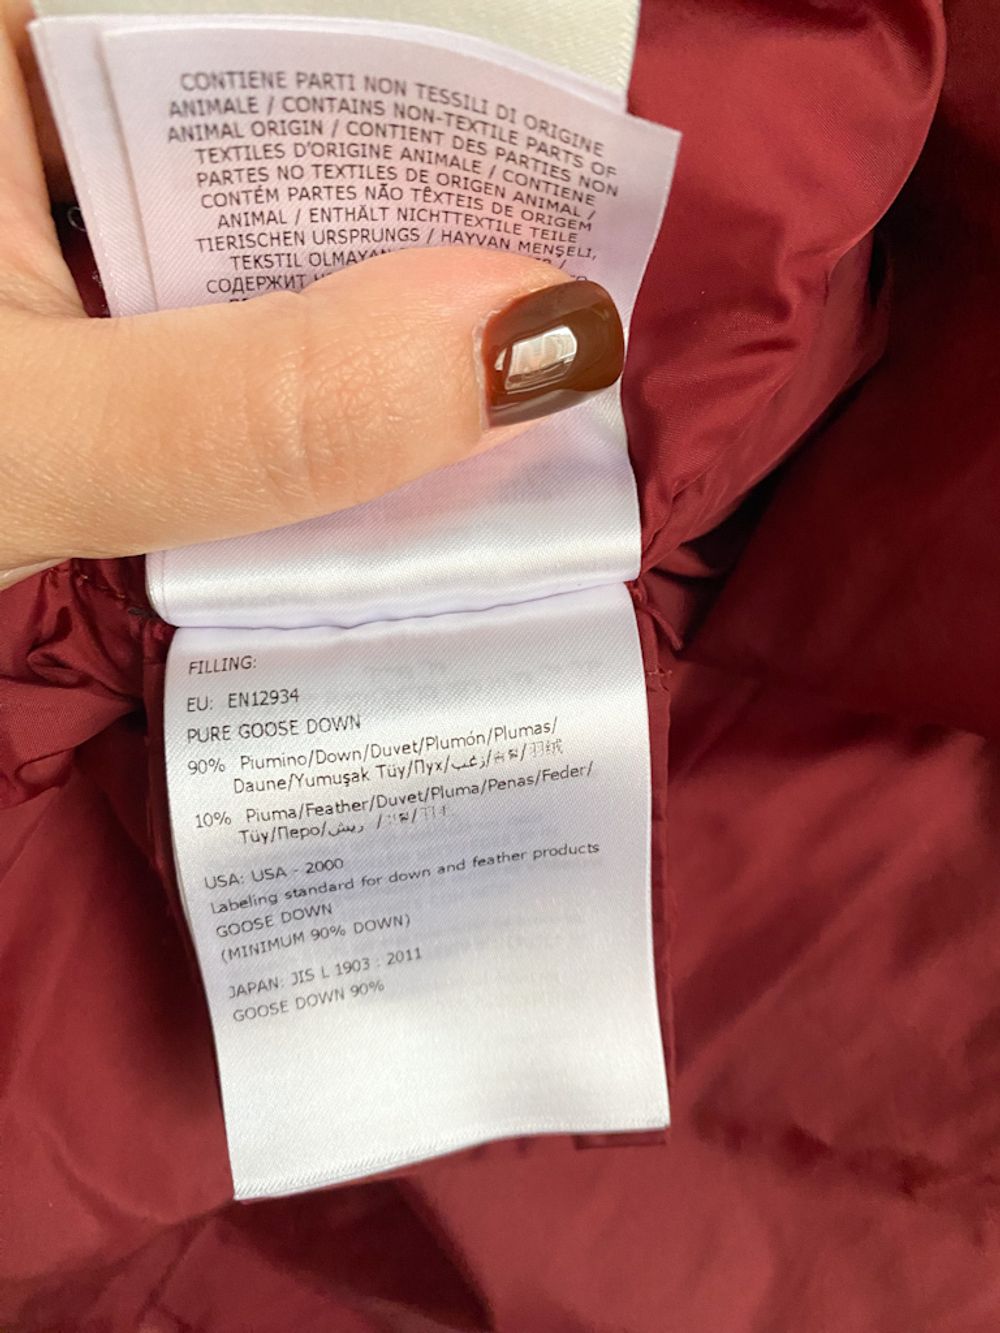 CONTIENE PARTI NON TESSILI DI ORIGINE
ANIMALE / CONTAINS NON-TEXTILE PARTS OF
ANIMAL ORIGIN / CONTIENT DES PARTIES NON
TEXTILES D'ORIGINE ANIMALE / CONTIENE
PARTES NO TEXTILES DE ORIGEN ANIMAL /
CONTÉM PARTES NÃO TÊXTEIS DE ORIGEM
ANIMAL / ENTHÄLT NICHTTEXTILE TEILE
TIERISCHEN URSPRUNGS / HAYVAN MENŞELİ,
TEKSTIL
СОДЕРЖИТ
FILLING:
EU: EN12934
PURE GOOSE DOWN
90% Piumino/Down/Duvet/Plumón/Plumas/
Daune/Yumuşak Tüy/Пух/زغب/
10% Piuma/Feather/Duvet/Pluma/Penas/Feder/
Tüy/Перо/ريش /
USA: USA - 2000
Labeling standard for down and feather products
GOOSE DOWN
(MINIMUM 90% DOWN)
JAPAN: JIS L 1903 : 2011
GOOSE DOWN 90%